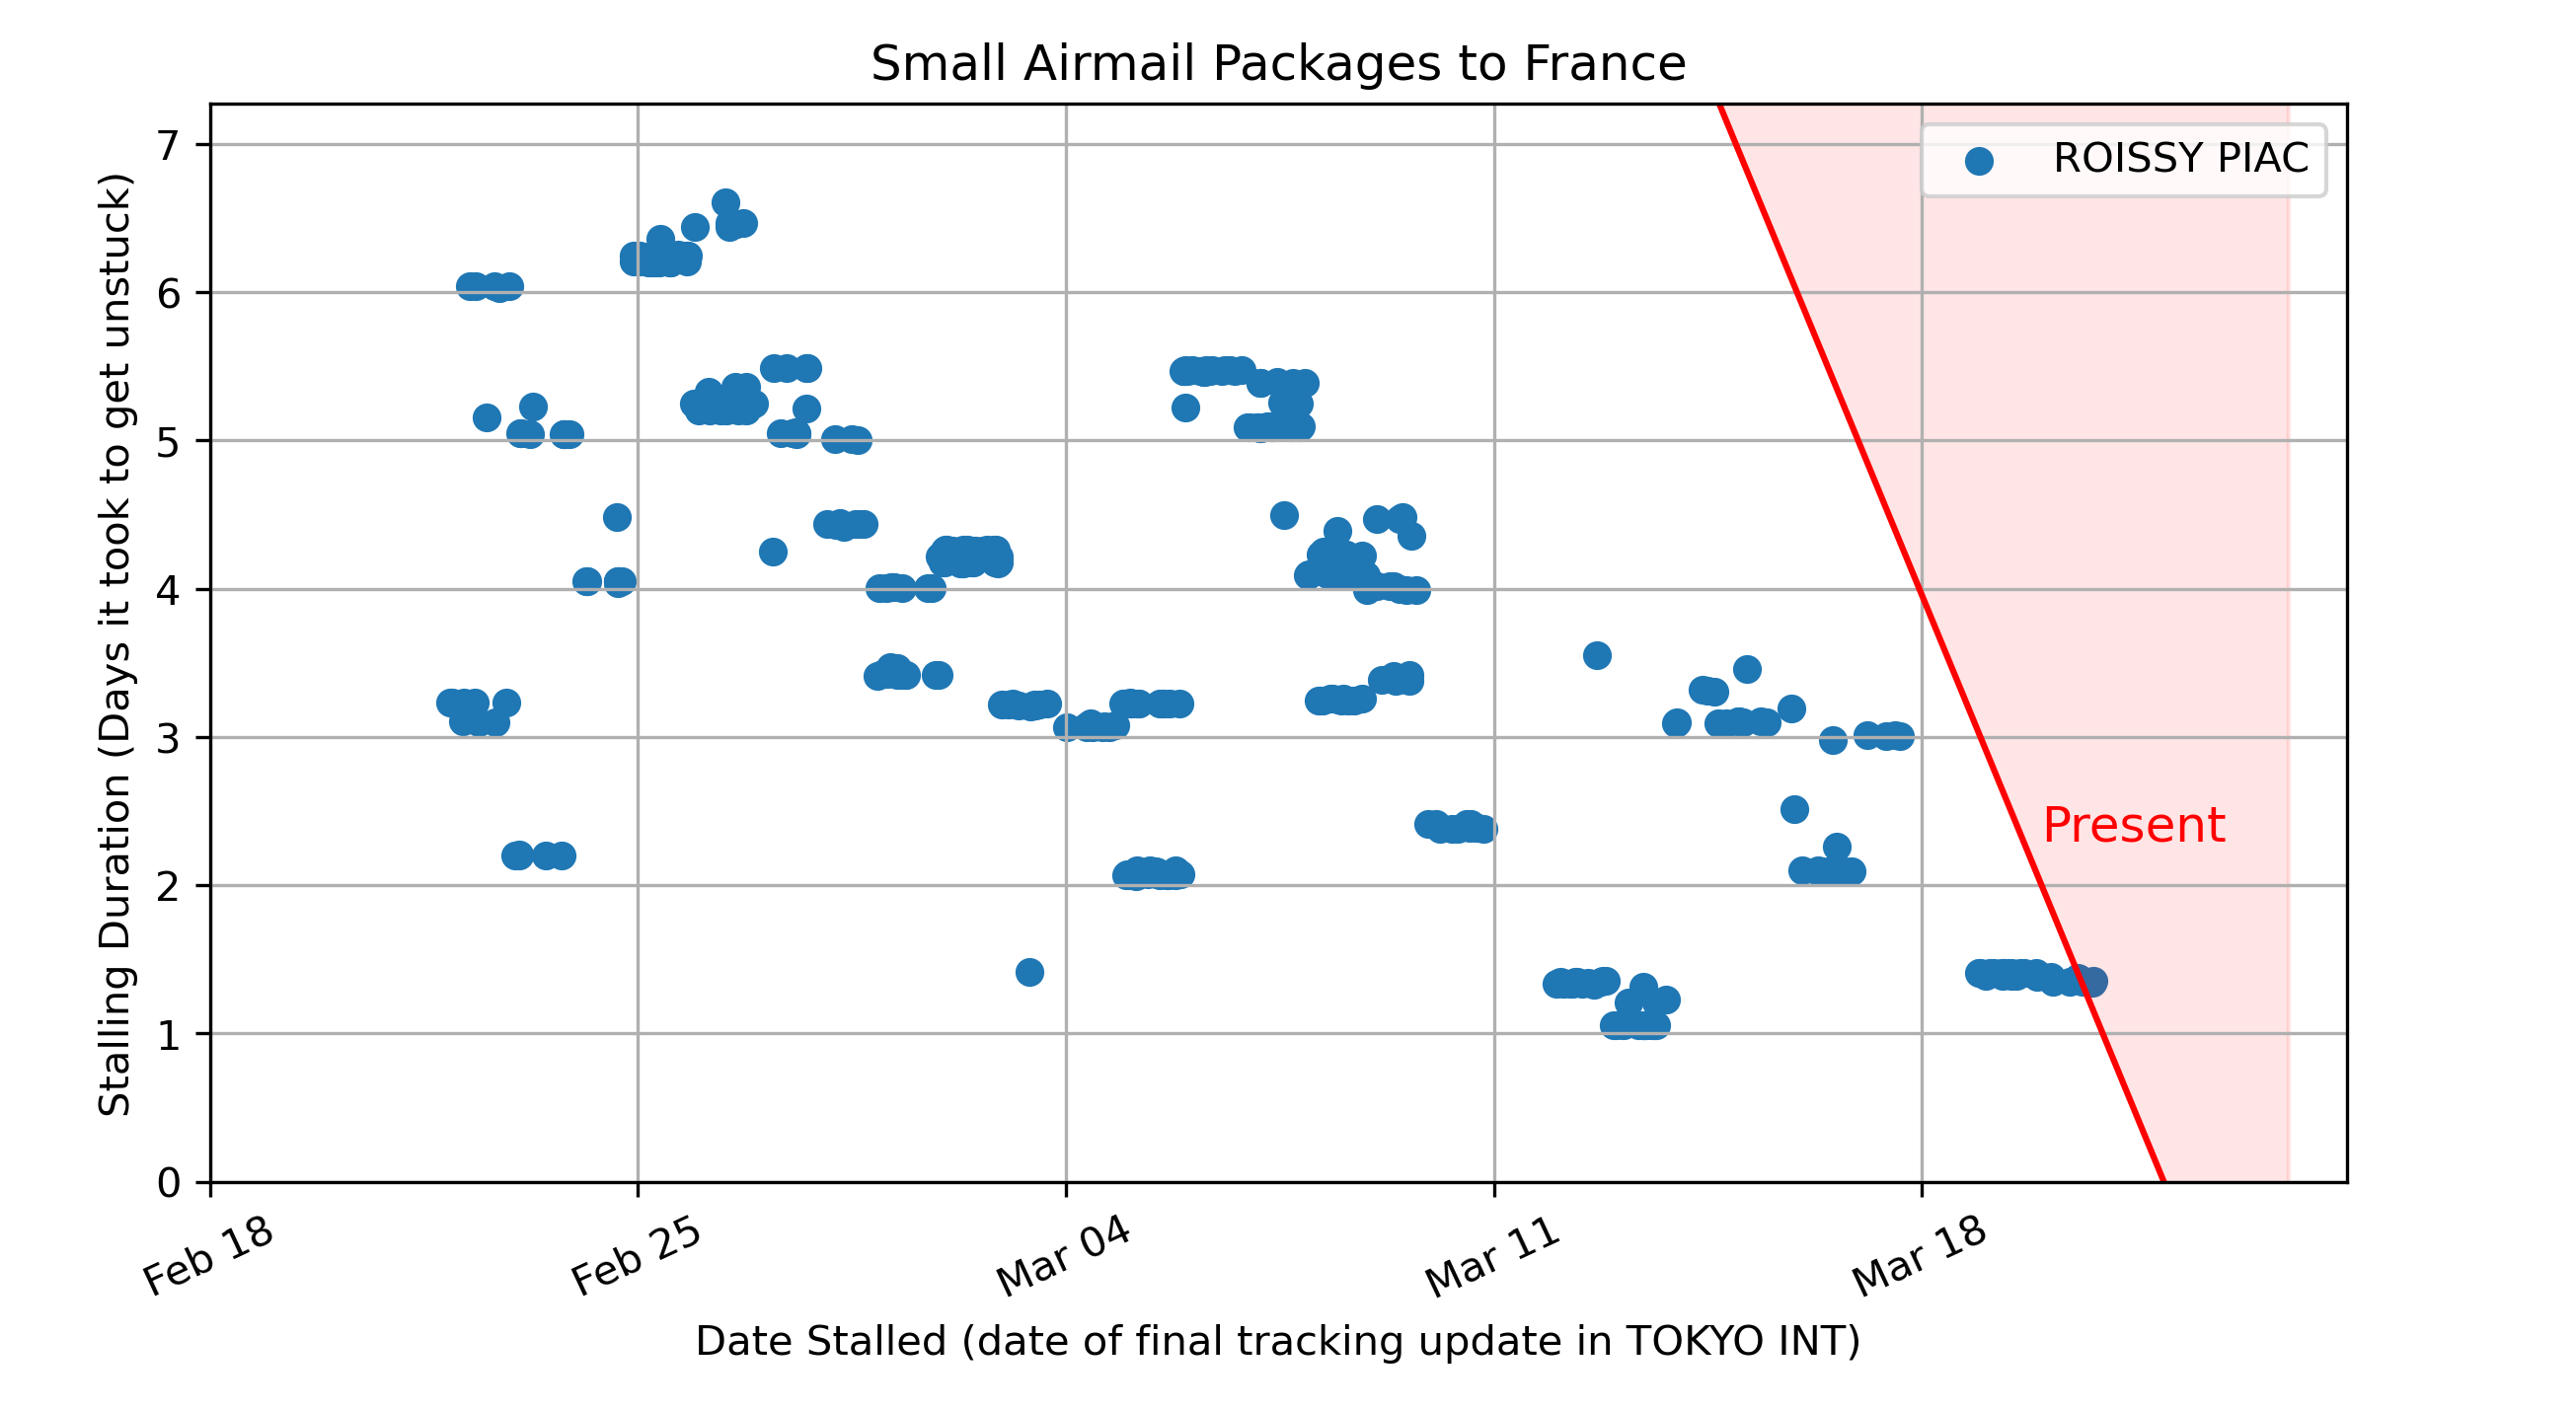 Small Airmail Packages to France
ROISSY PIAC
Stalling Duration (Days it took to get unstuck)
7
6
5
4
3
2
1
0
Present
Feb 18
Feb 25
Mar 04
Mar 11
Mar 18
Date Stalled (date of final tracking update in TOKYO INT)